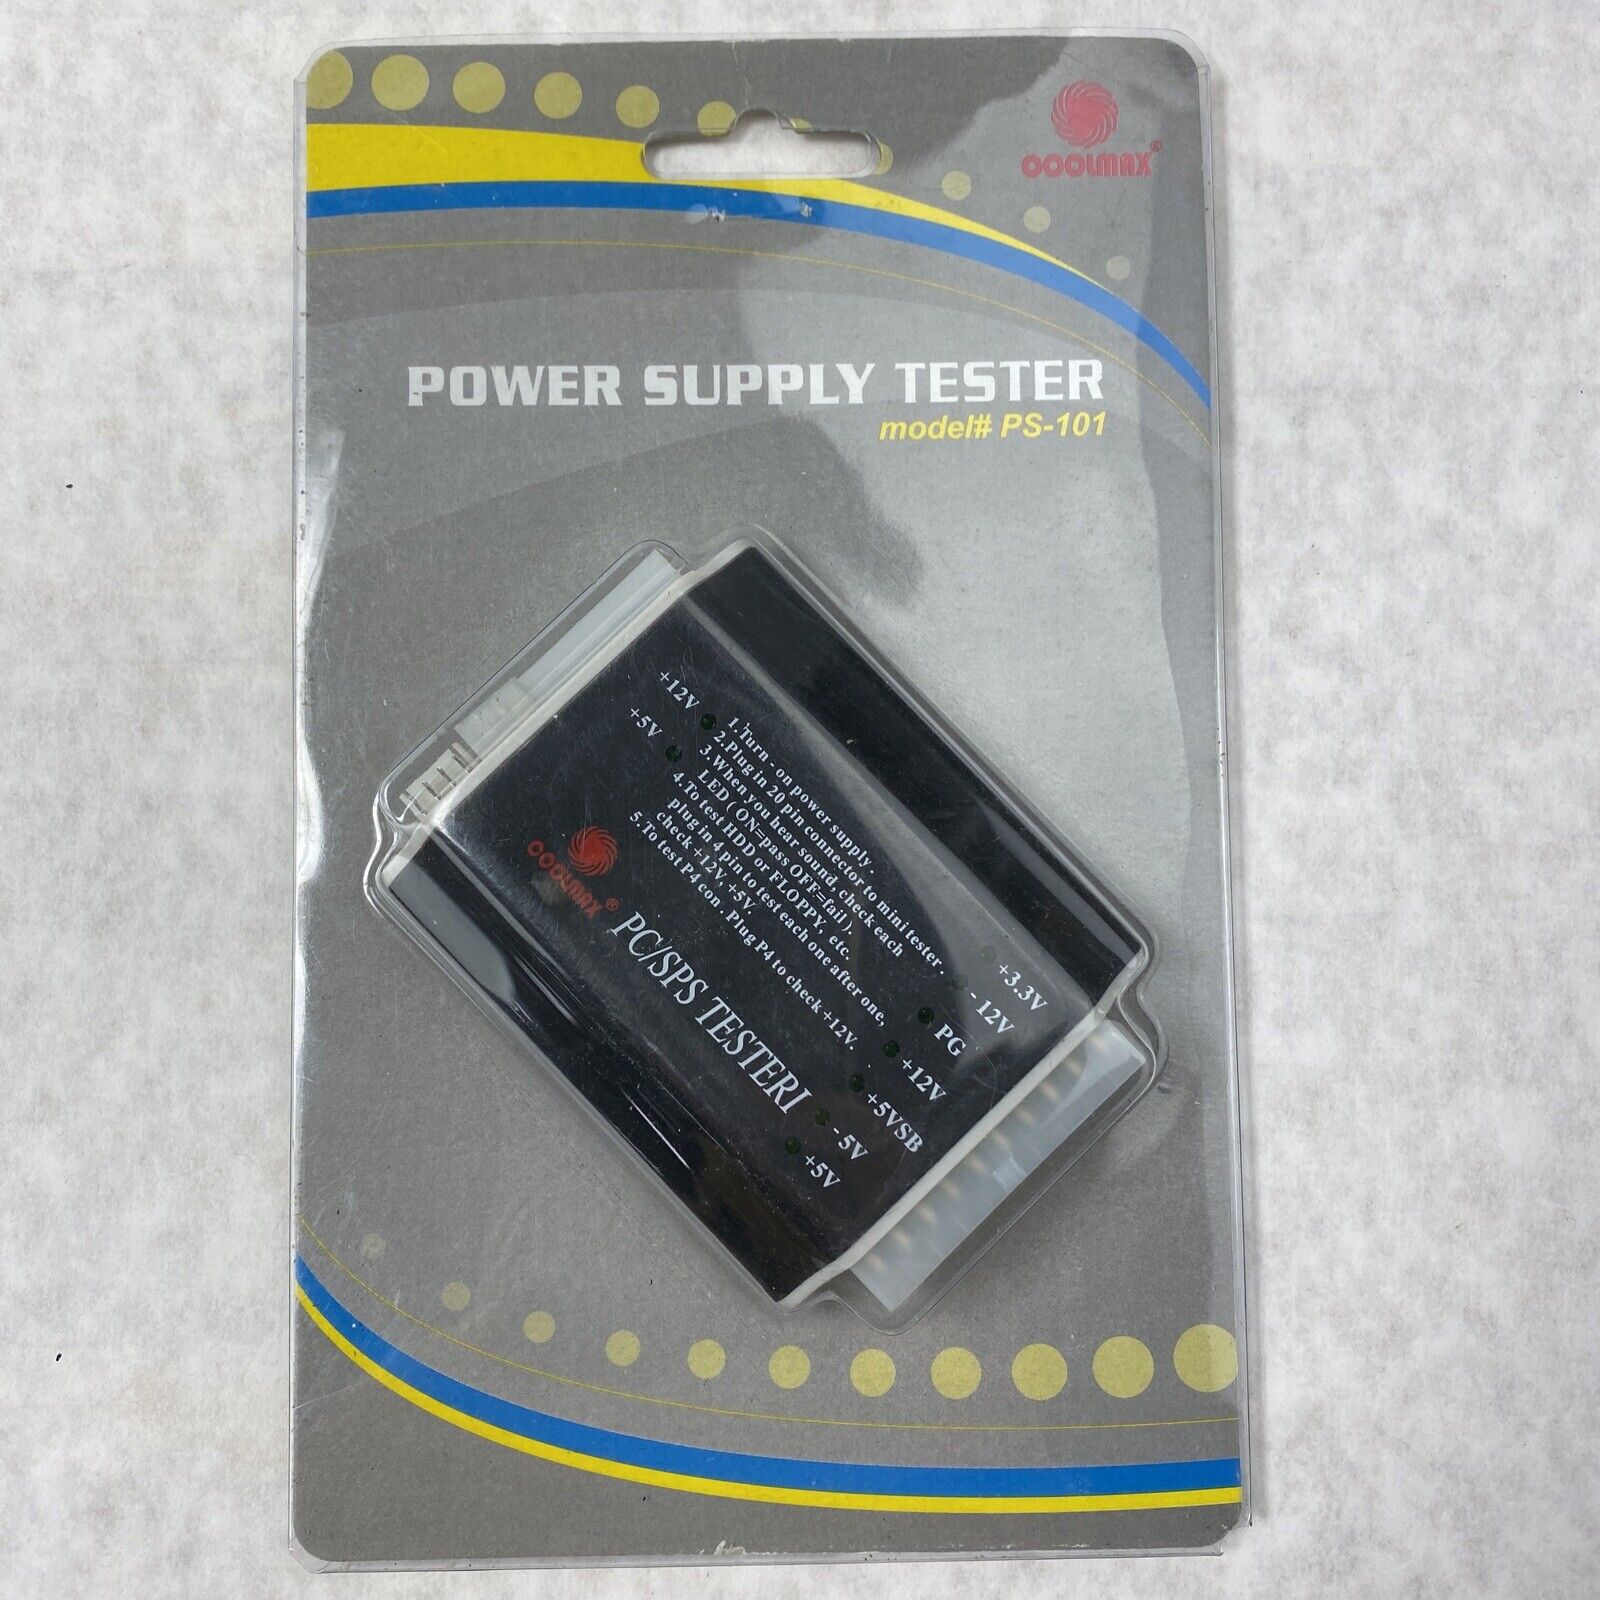 COOLMAX®
POWER SUPPLY TESTER
model# PS-101
+12V
+5V
1.Turn - on power supply .
2.Plug in 20 pin connector to mini tester .
3.When you hear sound, check each
LED ( ON=pass OFF=fail ).
4.To test HDD or FLOPPY, etc.
plug in 4 pin to test each one after one,
check +12V, +5V.
5.To test P4 con . Plug P4 to check +12V.
COOLMAX®
PC/SPS TESTERI
+3.3V
-12V
PG
+12V
+5VSB
- 5V
+5V